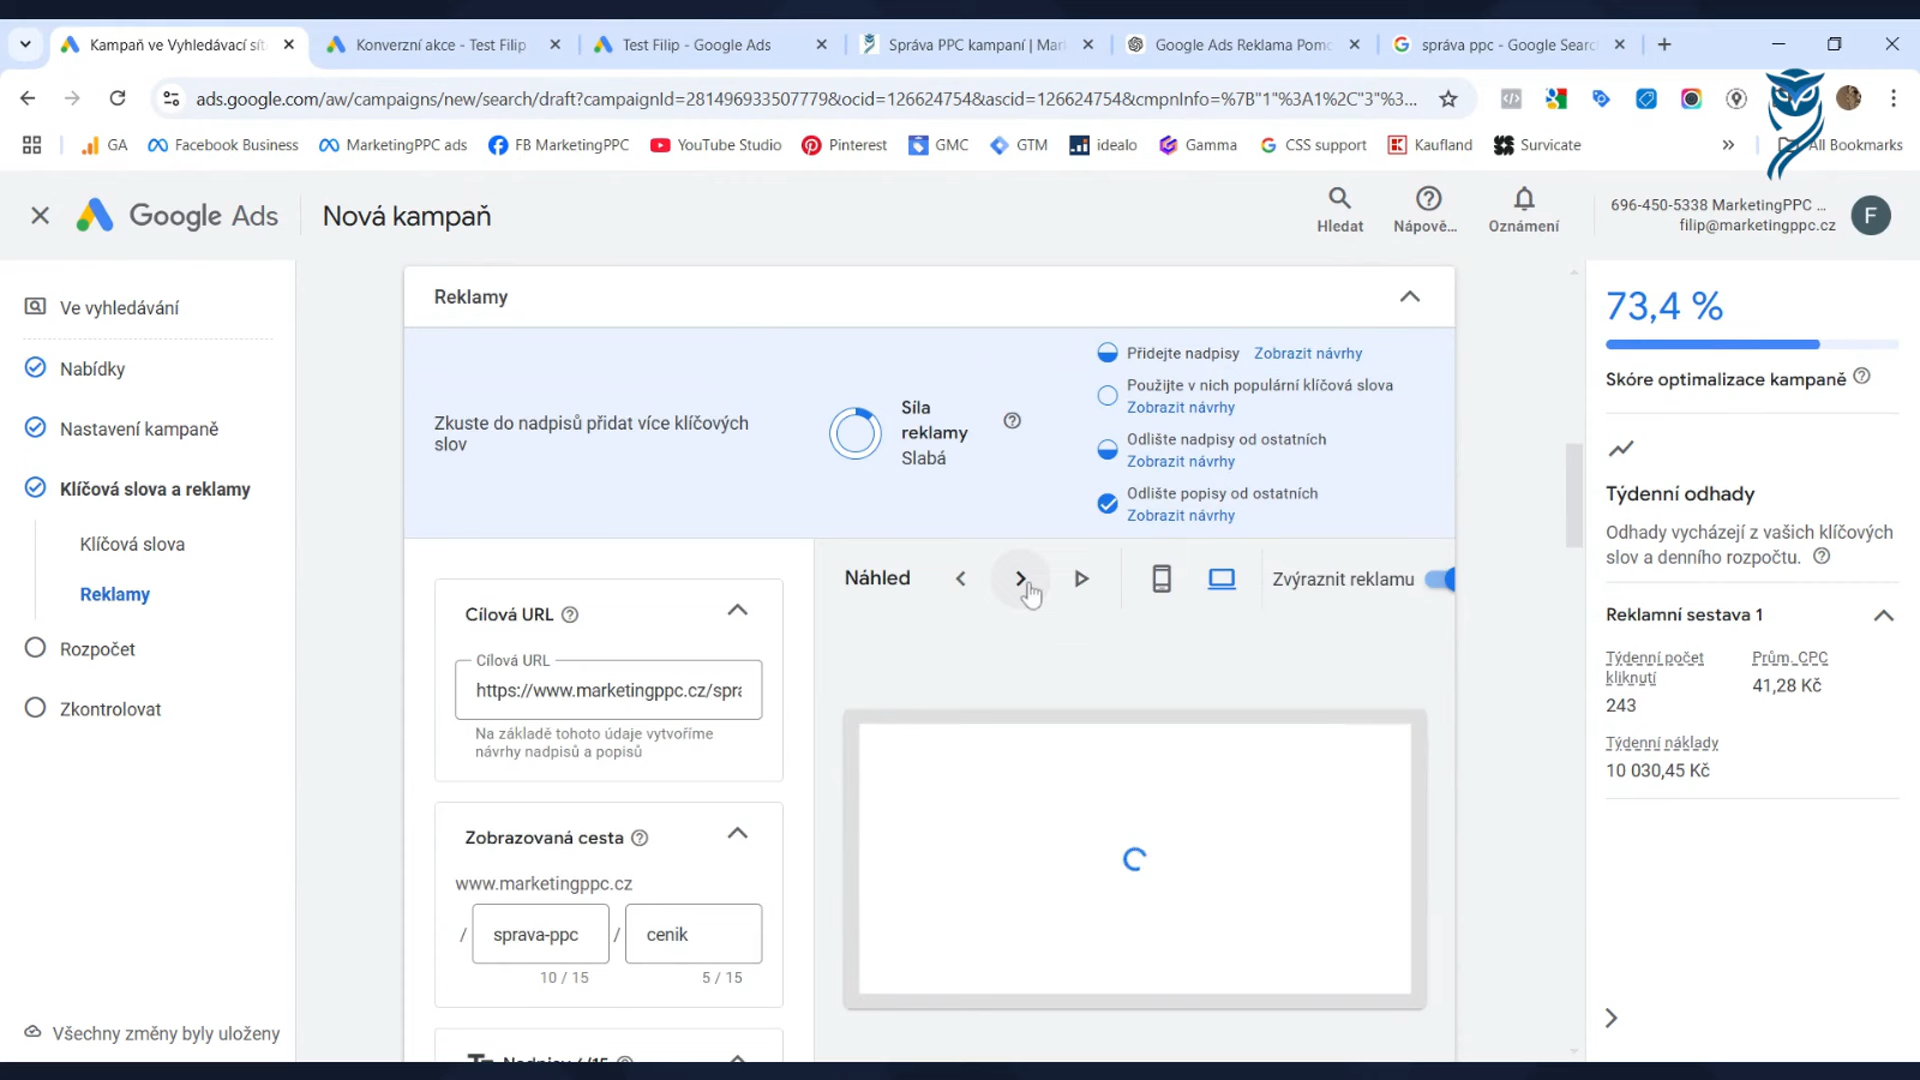 Kampaň ve Vyhledávací sít
Konverzní akce - Test Filip
Test Filip - Google Ads
Správa PPC kampaní | Mar
Google Ads Reklama Pomo
správa ppc - Google Searc
ads.google.com/aw/campaigns/new/search/draft?campaignId=281496933507779&ocid=126624754&ascid=126624754&cmpnInfo=%7B"1"%3A1%2C"3"%3...
GA
Facebook Business
MarketingPPC ads
FB MarketingPPC
YouTube Studio
Pinterest
GMC
GTM
idealo
Gamma
CSS support
Kaufland
Survicate
All Bookmarks
Google Ads
Nová kampaň
Hledat
Nápově...
Oznámení
696-450-5338 MarketingPPC ...
filip@marketingppc.cz
F
Ve vyhledávání
Nabídky
Nastavení kampaně
Klíčová slova a reklamy
Klíčová slova
Reklamy
Rozpočet
Zkontrolovat
Všechny změny byly uloženy
Reklamy
Zkuste do nadpisů přidat více klíčových
slov
Síla
reklamy
Slabá
Přidejte nadpisy Zobrazit návrhy
Použijte v nich populární klíčová slova
Zobrazit návrhy
Odlište nadpisy od ostatních
Zobrazit návrhy
Odlište popisy od ostatních
Zobrazit návrhy
Cílová URL
Cílová URL
https://www.marketingppc.cz/sprá
Na základě tohoto údaje vytvoříme
návrhy nadpisů a popisů
Zobrazovaná cesta
www.marketingppc.cz
/ sprava-ppc / cenik
10 / 15
5 / 15
Nadpisy
Náhled
Zvýraznit reklamu
73,4 %
Skóre optimalizace kampaně
Týdenní odhady
Odhady vycházejí z vašich klíčových
slov a denního rozpočtu.
Reklamní sestava 1
Týdenní počet
kliknutí
243
Prům. CPC
41,28 Kč
Týdenní náklady
10 030,45 Kč